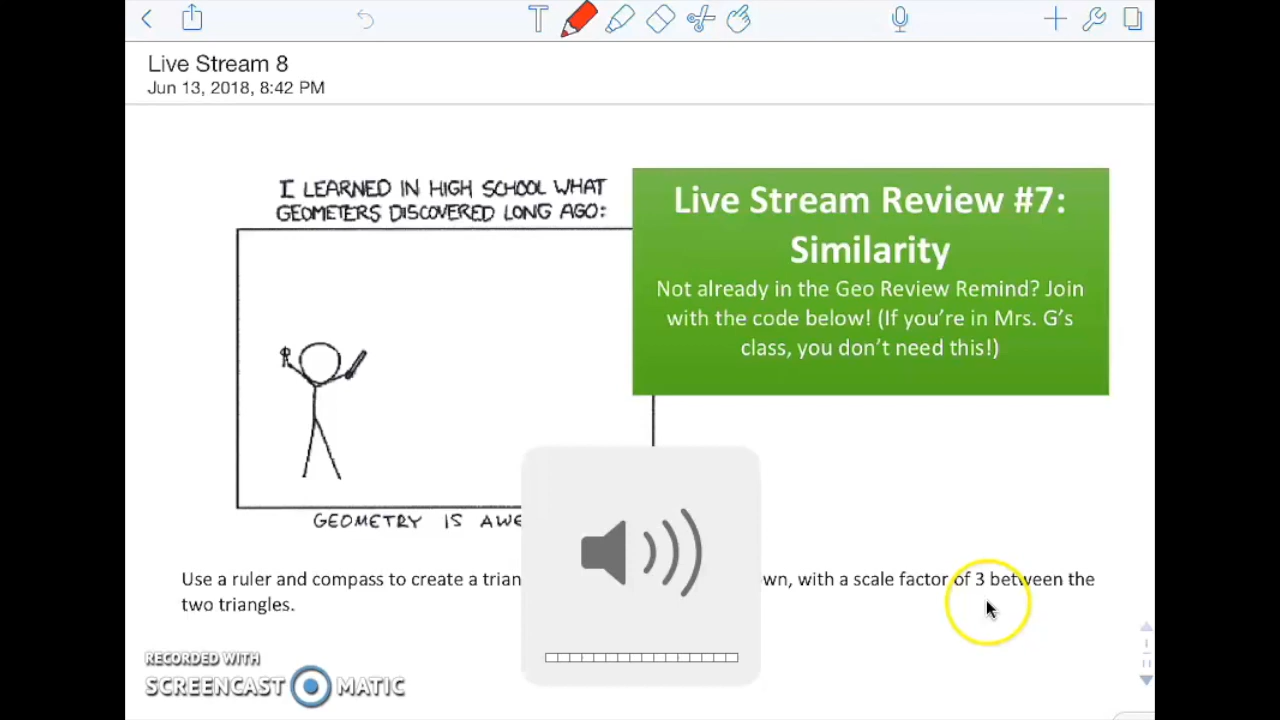 Live Stream 8
Jun 13, 2018, 8:42 PM
I LEARNED IN HIGH SCHOOL WHAT
GEOMETERS DISCOVERED LONG AGO:
Live Stream Review #7:
Similarity
Not already in the Geo Review Remind? Join
with the code below! (If you’re in Mrs. G’s
class, you don’t need this!)
GEOMETRY IS
Use a ruler and compass to create a with a scale factor of 3 between the
two triangles.
RECORDED WITH
SCREENCAST MATIC